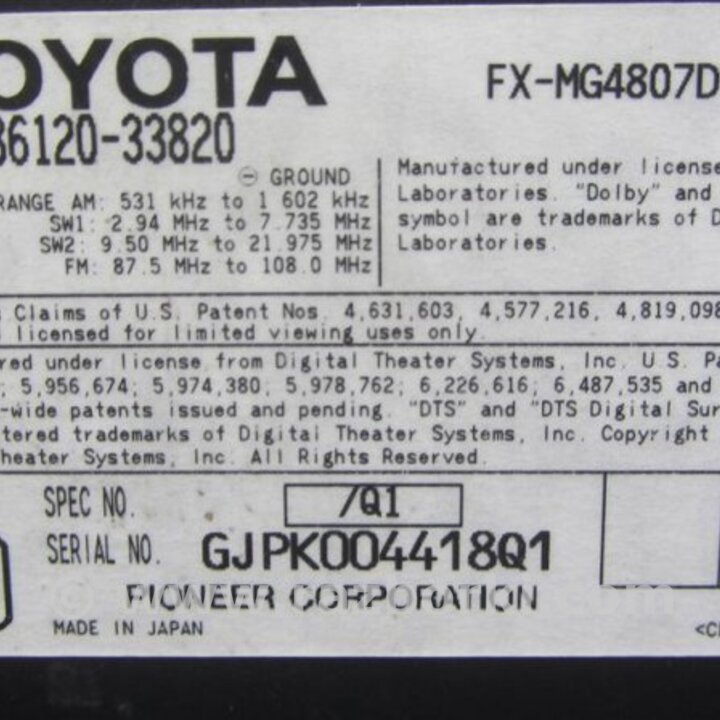 OYOTA
FX-MG4807D
86120-33820
⊖ GROUND
RANGE AM: 531 kHz to 1 602 kHz
SW1: 2.94 MHz to 7.735 MHz
SW2: 9.50 MHz to 21.975 MHz
FM: 87.5 MHz to 108.0 MHz
Manufactured under license
Laboratories. "Dolby" and
symbol are trademarks of D
Laboratories.
Claims of U.S. Patent Nos. 4,631,603, 4,577,216, 4,819,098
licensed for limited viewing uses only.
red under license from Digital Theater Systems, Inc. U.S. Pa
; 5,956,674; 5,974,380; 5,978,762; 6,226,616; 6,487,535 and
-wide patents issued and pending. "DTS" and "DTS Digital Sur
tered trademarks of Digital Theater Systems, Inc. Copyright
heater Systems, Inc. All Rights Reserved.
SPEC NO. /Q1
SERIAL NO. GJPK004418Q1
PIONEER CORPORATION
MADE IN JAPAN